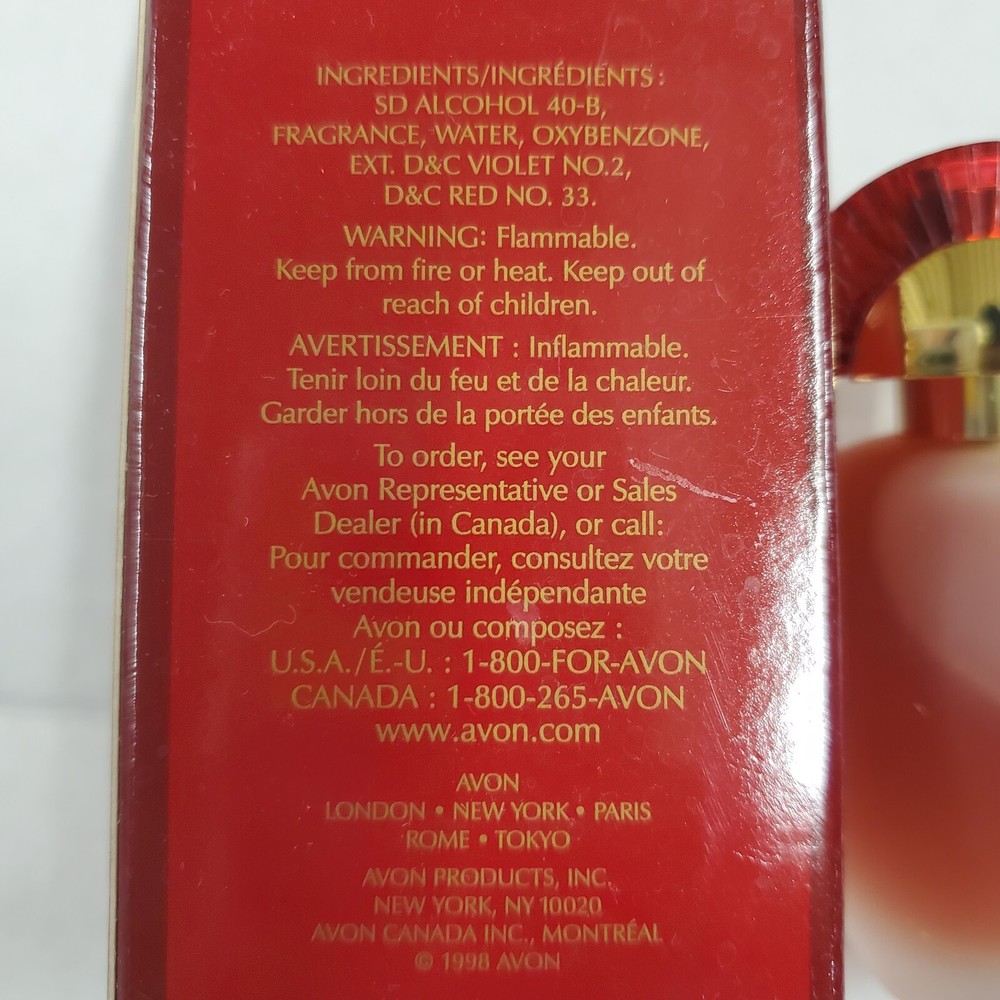 INGREDIENTS/INGRÉDIENTS :
SD ALCOHOL 40-B,
FRAGRANCE, WATER, OXYBENZONE,
EXT. D&C VIOLET NO.2,
D&C RED NO. 33.
WARNING: Flammable.
Keep from fire or heat. Keep out of
reach of children.
AVERTISSEMENT : Inflammable.
Tenir loin du feu et de la chaleur.
Garder hors de la portée des enfants.
To order, see your
Avon Representative or Sales
Dealer (in Canada), or call:
Pour commander, consultez votre
vendeuse indépendante
Avon ou composez :
U.S.A./É.-U. : 1-800-FOR-AVON
CANADA : 1-800-265-AVON
www.avon.com
AVON
LONDON • NEW YORK • PARIS
ROME • TOKYO
AVON PRODUCTS, INC.
NEW YORK, NY 10020
AVON CANADA INC., MONTRÉAL
© 1998 AVON